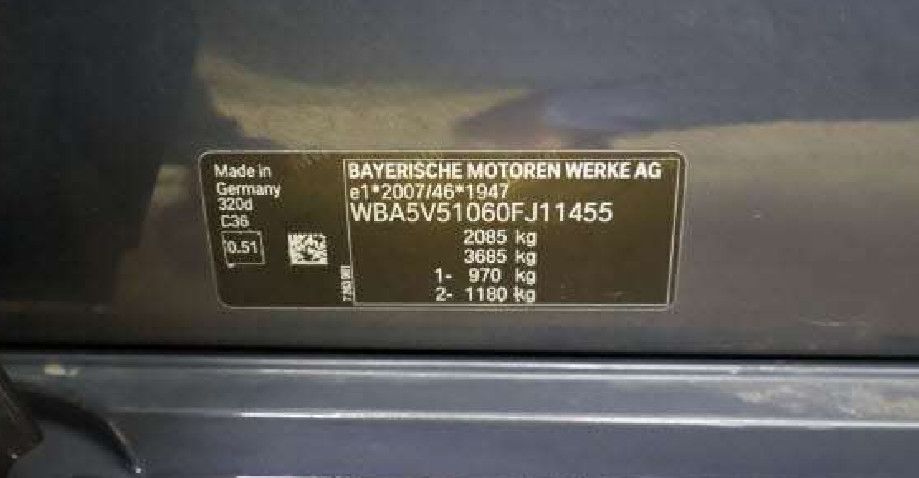 Made in
Germany
320d
C36
0.51
BAYERISCHE MOTOREN WERKE AG
e1*2007/46*1947
WBA5V51060FJ11455
2085 kg
3685 kg
1- 970 kg
2- 1180 kg